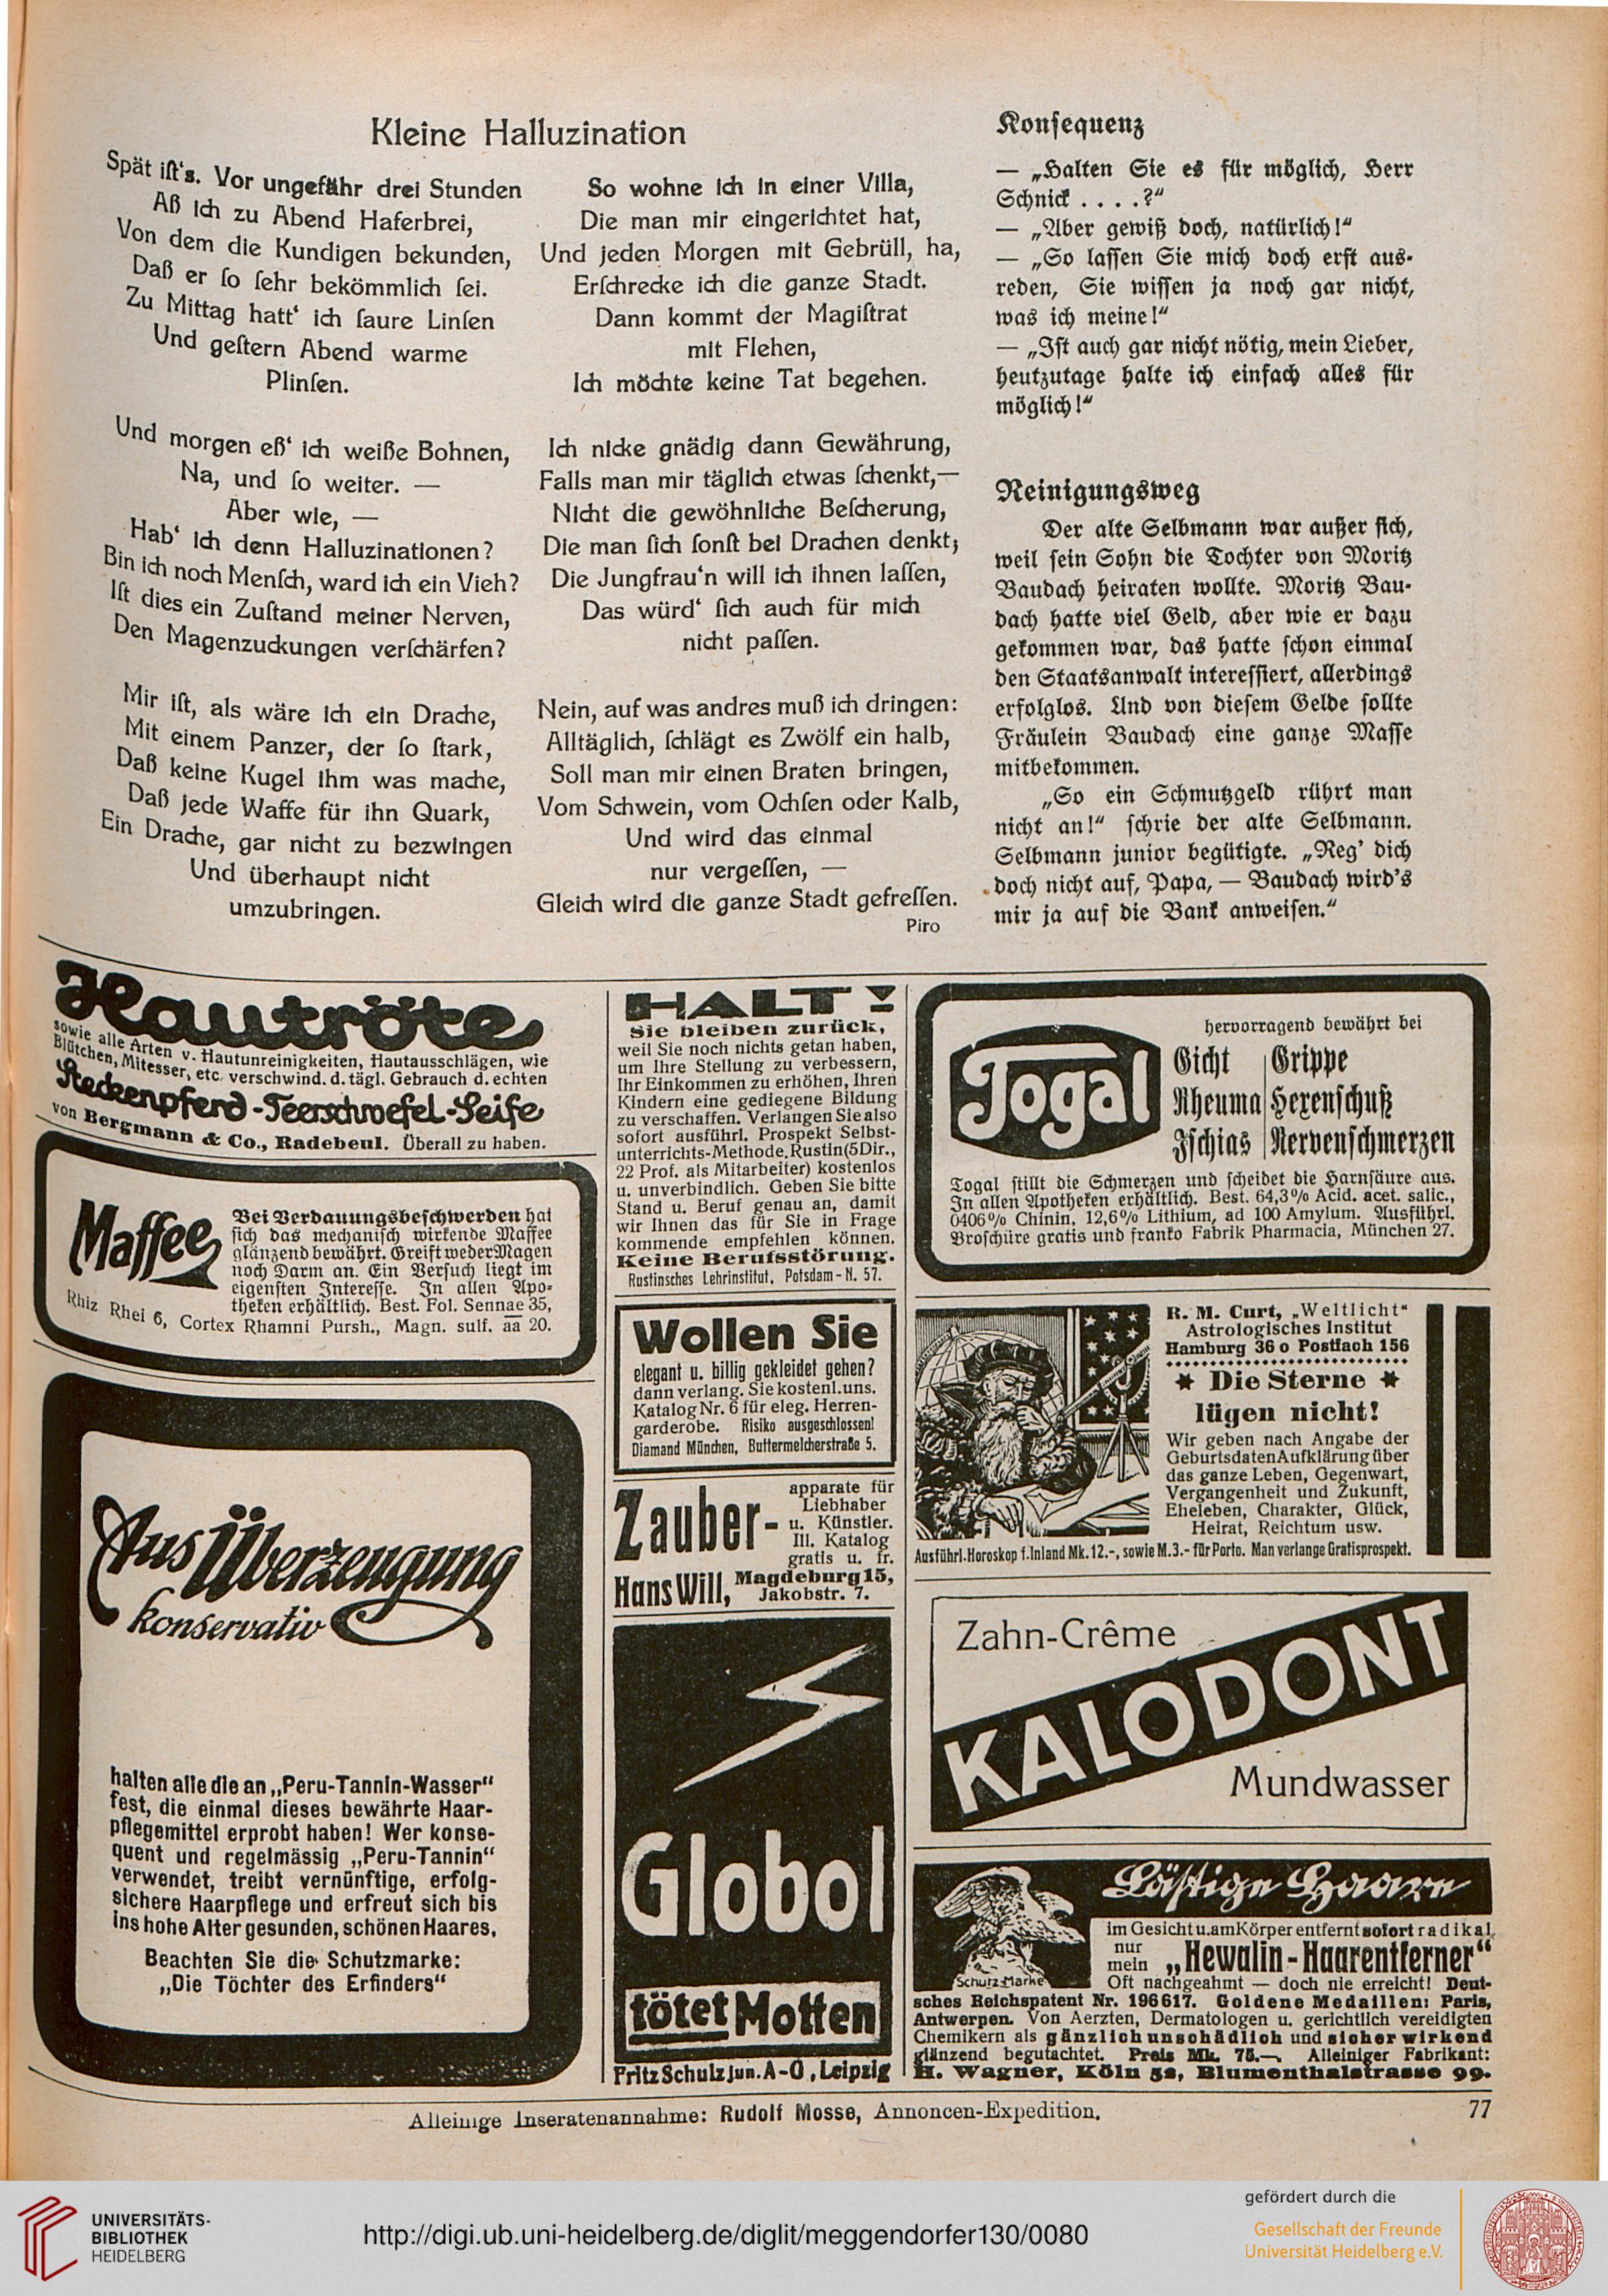 Kleine Halluzination
Spät iſt's. Vor ungefähr drei Stunden
Aß ich zu Abend Haferbrei,
Von dem die Kundigen bekunden,
Daß er ſo ſehr bekömmlich ſei.
Zu Mittag hatt' ich ſaure Linſen
Und geſtern Abend warme
Plinſen.
Und morgen eß' ich weiße Bohnen,
Na, und ſo weiter. —
Aber wie, —
Hab' ich denn Halluzinationen?
Bin ich noch Menſch, ward ich ein Vieh?
Iſt dies ein Zuſtand meiner Nerven,
Den Magenzuckungen verſchärfen?
Mir iſt, als wäre ich ein Drache,
Mit einem Panzer, der ſo ſtark,
Daß keine Kugel ihm was mache,
Daß jede Waffe für ihn Quark,
Ein Drache, gar nicht zu bezwingen
Und überhaupt nicht
umzubringen.
So wohne ich in einer Villa,
Die man mir eingerichtet hat,
Und jeden Morgen mit Gebrüll, ha,
Erſchrecke ich die ganze Stadt.
Dann kommt der Magiſtrat
mit Flehen,
Ich möchte keine Tat begehen.
Ich nicke gnädig dann Gewährung,
Falls man mir täglich etwas ſchenkt,—
Nicht die gewöhnliche Beſcherung,
Die man ſich ſonſt bei Drachen denkt;
Die Jungfrau'n will ich ihnen laſſen,
Das würd' ſich auch für mich
nicht paſſen.
Nein, auf was andres muß ich dringen:
Alltäglich, ſchlägt es Zwölf ein halb,
Soll man mir einen Braten bringen,
Vom Schwein, vom Ochſen oder Kalb,
Und wird das einmal
nur vergeſſen, —
Gleich wird die ganze Stadt gefreſſen.
Piro
Konſequenz
— „Halten Sie es für möglich, Herr
Schnick . . . .?“
— „Aber gewiß doch, natürlich!“
— „So laſſen Sie mich doch erſt aus-
reden, Sie wiſſen ja noch gar nicht,
was ich meine!“
— „Iſt auch gar nicht nötig, mein Lieber,
heutzutage halte ich einfach alles für
möglich!“
Reinigungsweg
Der alte Selbmann war außer ſich,
weil ſein Sohn die Tochter von Moritz
Baudach heiraten wollte. Moritz Bau-
dach hatte viel Geld, aber wie er dazu
gekommen war, das hatte ſchon einmal
den Staatsanwalt intereſſiert, allerdings
erfolglos. Und von dieſem Gelde ſollte
Fräulein Baudach eine ganze Maſſe
mitbekommen.
„So ein Schmutzgeld rührt man
nicht an!“ ſchrie der alte Selbmann.
Selbmann junior begütigte. „Reg' dich
doch nicht auf, Papa, — Baudach wird's
mir ja auf die Bank anweiſen.“
Hautröte
sowie alle Arten v. Hautunreinigkeiten, Hautausschlägen, wie
Blütchen, Mitesser, etc. verschwind. d. tägl. Gebrauch d. echten
Steckenpferd-Teerschwefel-Seife
von Bergmann & Co., Radebeul. Überall zu haben.
Maffee
Bei Verdauungsbeſchwerden hat
ſich das mechaniſch wirkende Maffee
glänzend bewährt. Greift weder Magen
noch Darm an. Ein Verſuch liegt im
eigenſten Intereſſe. In allen Apo-
theken erhältlich. Best. Fol. Sennae 35,
Rhiz Rhei 6, Cortex Rhamni Pursh., Magn. sulf. aa 20.
Aus Überzeugung
konservativ
halten alle die an „Peru-Tannin-Wasser“
fest, die einmal dieses bewährte Haar-
pflegemittel erprobt haben! Wer konse-
quent und regelmässig „Peru-Tannin“
verwendet, treibt vernünftige, erfolg-
sichere Haarpflege und erfreut sich bis
ins hohe Alter gesunden, schönen Haares.
Beachten Sie die Schutzmarke:
„Die Töchter des Erfinders“
HALT!
Sie bleiben zurück,
weil Sie noch nichts getan haben,
um Ihre Stellung zu verbessern,
Ihr Einkommen zu erhöhen, Ihren
Kindern eine gediegene Bildung
zu verschaffen. Verlangen Sie also
sofort ausführl. Prospekt Selbst-
unterrichts-Methode. Rustin (5 Dir.,
22 Prof. als Mitarbeiter) kostenlos
u. unverbindlich. Geben Sie bitte
Stand u. Beruf genau an, damit
wir Ihnen das für Sie in Frage
kommende empfehlen können.
Keine Berufsstörung.
Rustinsches Lehrinstitut, Potsdam-N. 57.
Wollen Sie
elegant u. billig gekleidet gehen?
dann verlang. Sie kostenl. uns.
Katalog Nr. 6 für eleg. Herren-
garderobe. Risiko ausgeschlossen!
Diamand München, Buttermelcherstraße 5.
Zauber-
apparate für
Liebhaber
u. Künstler.
Ill. Katalog
gratis u. fr.
Hans Will, Magdeburg 15,
Jakobstr. 7.
Globol
tötet Motten
Fritz Schulz jun. A-G, Leipzig
Togal
hervorragend bewährt bei
Gicht Grippe
Rheuma Hexenſchuß
Iſchias Nervenſchmerzen
Togal ſtillt die Schmerzen und ſcheidet die Harnſäure aus.
In allen Apotheken erhältlich. Best. 64,3% Acid. acet. salic.,
0406% Chinin, 12,6% Lithium, ad 100 Amylum. Ausführl.
Broſchüre gratis und franko Fabrik Pharmacia, München 27.
R. M. Curt, „Weltlicht“
Astrologisches Institut
Hamburg 36 o Postfach 156
* Die Sterne *
lügen nicht!
Wir geben nach Angabe der
Geburtsdaten Aufklärung über
das ganze Leben, Gegenwart,
Vergangenheit und Zukunft,
Eheleben, Charakter, Glück,
Heirat, Reichtum usw.
Ausführl. Horoskop f. Inland Mk. 12.-, sowie M. 3.- für Porto. Man verlange Gratisprospekt.
Zahn-Crême
KALODONT
Mundwasser
Schutz-Marke
Läſtige Haare
im Gesicht u. am Körper entfernt sofort radikal
nur
mein „Hewalin-Haarentferner“
Oft nachgeahmt — doch nie erreicht! Deut-
sches Reichspatent Nr. 196617. Goldene Medaillen: Paris,
Antwerpen. Von Aerzten, Dermatologen u. gerichtlich vereidigten
Chemikern als gänzlich unschädlich und sicher wirkend
glänzend begutachtet. Preis Mk. 75.—. Alleiniger Fabrikant:
H. Wagner, Köln 52, Blumenthalstrasse 99.
Alleinige Inseratenannahme: Rudolf Mosse, Annoncen-Expedition.
77
UNIVERSITÄTS-
BIBLIOTHEK
HEIDELBERG
http://digi.ub.uni-heidelberg.de/diglit/meggendorfer130/0080
gefördert durch die
Gesellschaft der Freunde
Universität Heidelberg e.V.